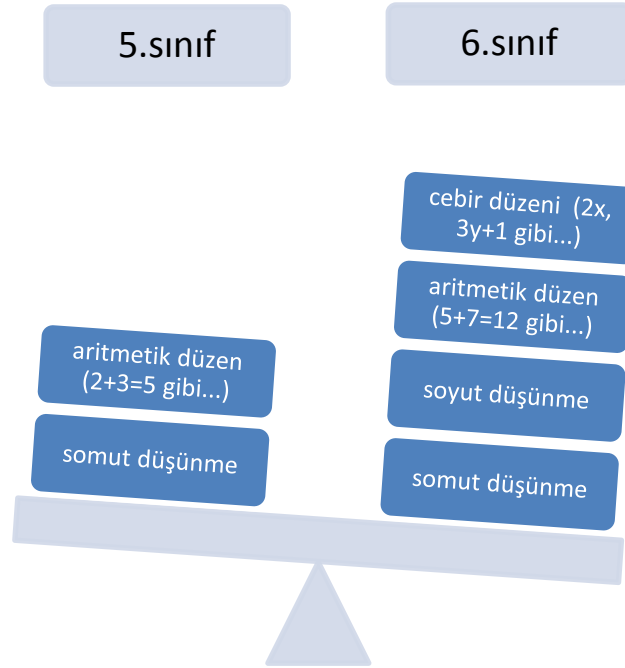 5.sınıf
6.sınıf
aritmetik düzen
(2+3=5 gibi...)
somut düşünme
cebir düzeni  (2x,
3y+1 gibi...)
aritmetik düzen
(5+7=12 gibi...)
soyut düşünme
somut düşünme